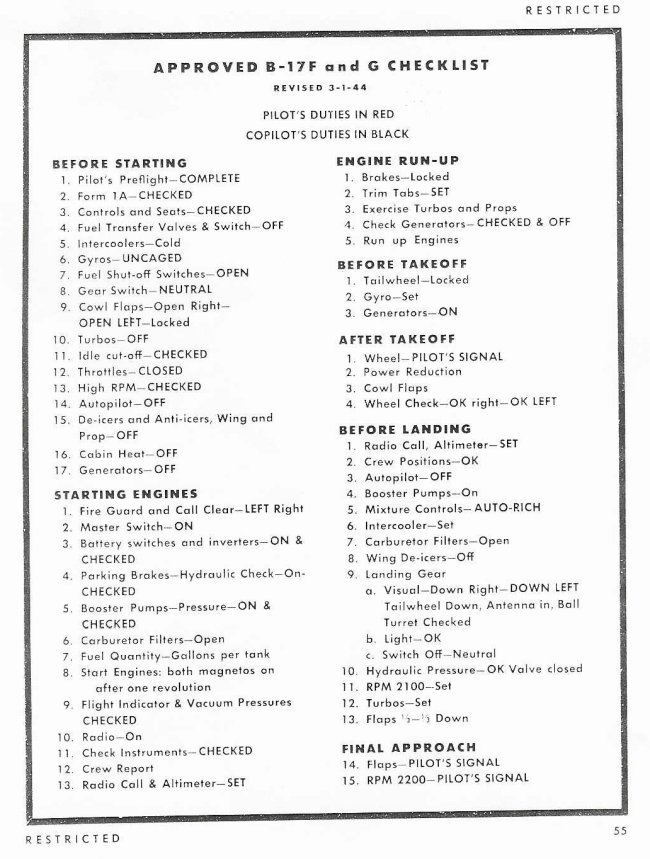 RESTRICTED
APPROVED B-17F and G CHECKLIST
REVISED 3-1-44
PILOT'S DUTIES IN RED
COPILOT'S DUTIES IN BLACK
BEFORE STARTING
1. Pilot's Preflight—COMPLETE
2. Form 1A—CHECKED
3. Controls and Seats—CHECKED
4. Fuel Transfer Valves & Switch—OFF
5. Intercoolers—Cold
6. Gyros—UNCAGED
7. Fuel Shut-off Switches—OPEN
8. Gear Switch—NEUTRAL
9. Cowl Flaps—Open Right—
OPEN LEFT—Locked
10. Turbos—OFF
11. Idle cut-off—CHECKED
12. Throttles—CLOSED
13. High RPM—CHECKED
14. Autopilot—OFF
15. De-icers and Anti-icers, Wing and
Prop—OFF
16. Cabin Heat—OFF
17. Generators—OFF
STARTING ENGINES
1. Fire Guard and Call Clear—LEFT Right
2. Master Switch—ON
3. Battery switches and inverters—ON &
CHECKED
4. Parking Brakes—Hydraulic Check—On-
CHECKED
5. Booster Pumps—Pressure—ON &
CHECKED
6. Carburetor Filters—Open
7. Fuel Quantity—Gallons per tank
8. Start Engines: both magnetos on
after one revolution
9. Flight Indicator & Vacuum Pressures
CHECKED
10. Radio—On
11. Check Instruments—CHECKED
12. Crew Report
13. Radio Call & Altimeter—SET
ENGINE RUN-UP
1. Brakes—Locked
2. Trim Tabs—SET
3. Exercise Turbos and Props
4. Check Generators—CHECKED & OFF
5. Run up Engines
BEFORE TAKEOFF
1. Tailwheel—Locked
2. Gyro—Set
3. Generators—ON
AFTER TAKEOFF
1. Wheel—PILOT'S SIGNAL
2. Power Reduction
3. Cowl Flaps
4. Wheel Check—OK right—OK LEFT
BEFORE LANDING
1. Radio Call, Altimeter—SET
2. Crew Positions—OK
3. Autopilot—OFF
4. Booster Pumps—On
5. Mixture Controls—AUTO-RICH
6. Intercooler—Set
7. Carburetor Filters—Open
8. Wing De-icers—Off
9. Landing Gear
a. Visual—Down Right—DOWN LEFT
Tailwheel Down, Antenna in, Ball
Turret Checked
b. Light—OK
c. Switch Off—Neutral
10. Hydraulic Pressure—OK Valve closed
11. RPM 2100—Set
12. Turbos—Set
13. Flaps ⅓—⅓ Down
FINAL APPROACH
14. Flaps—PILOT'S SIGNAL
15. RPM 2200—PILOT'S SIGNAL
RESTRICTED
55